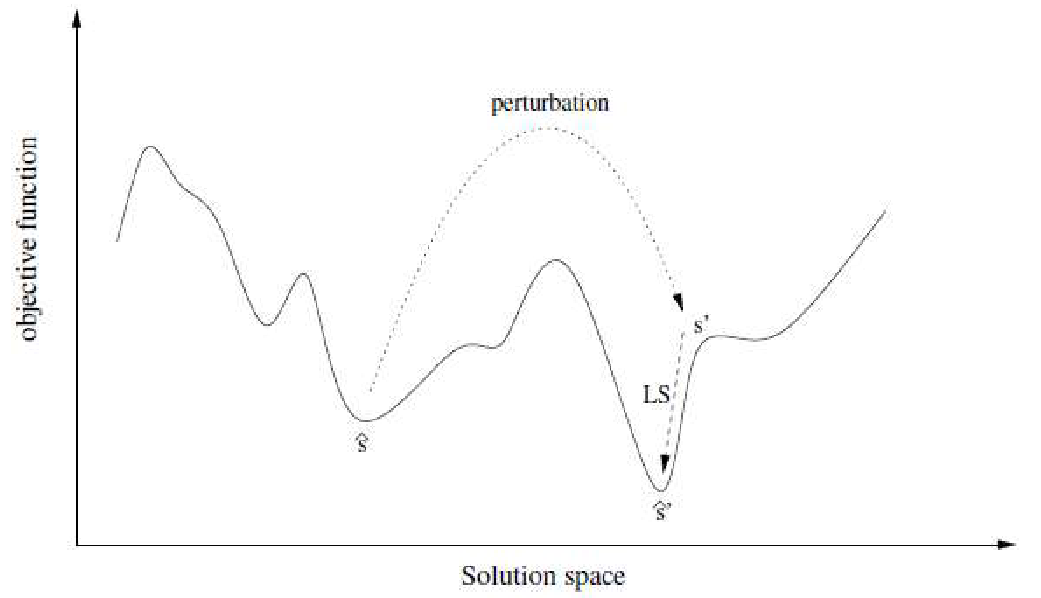 perturbation
objective function
s'
LS
ŝ
ŝ'
Solution space